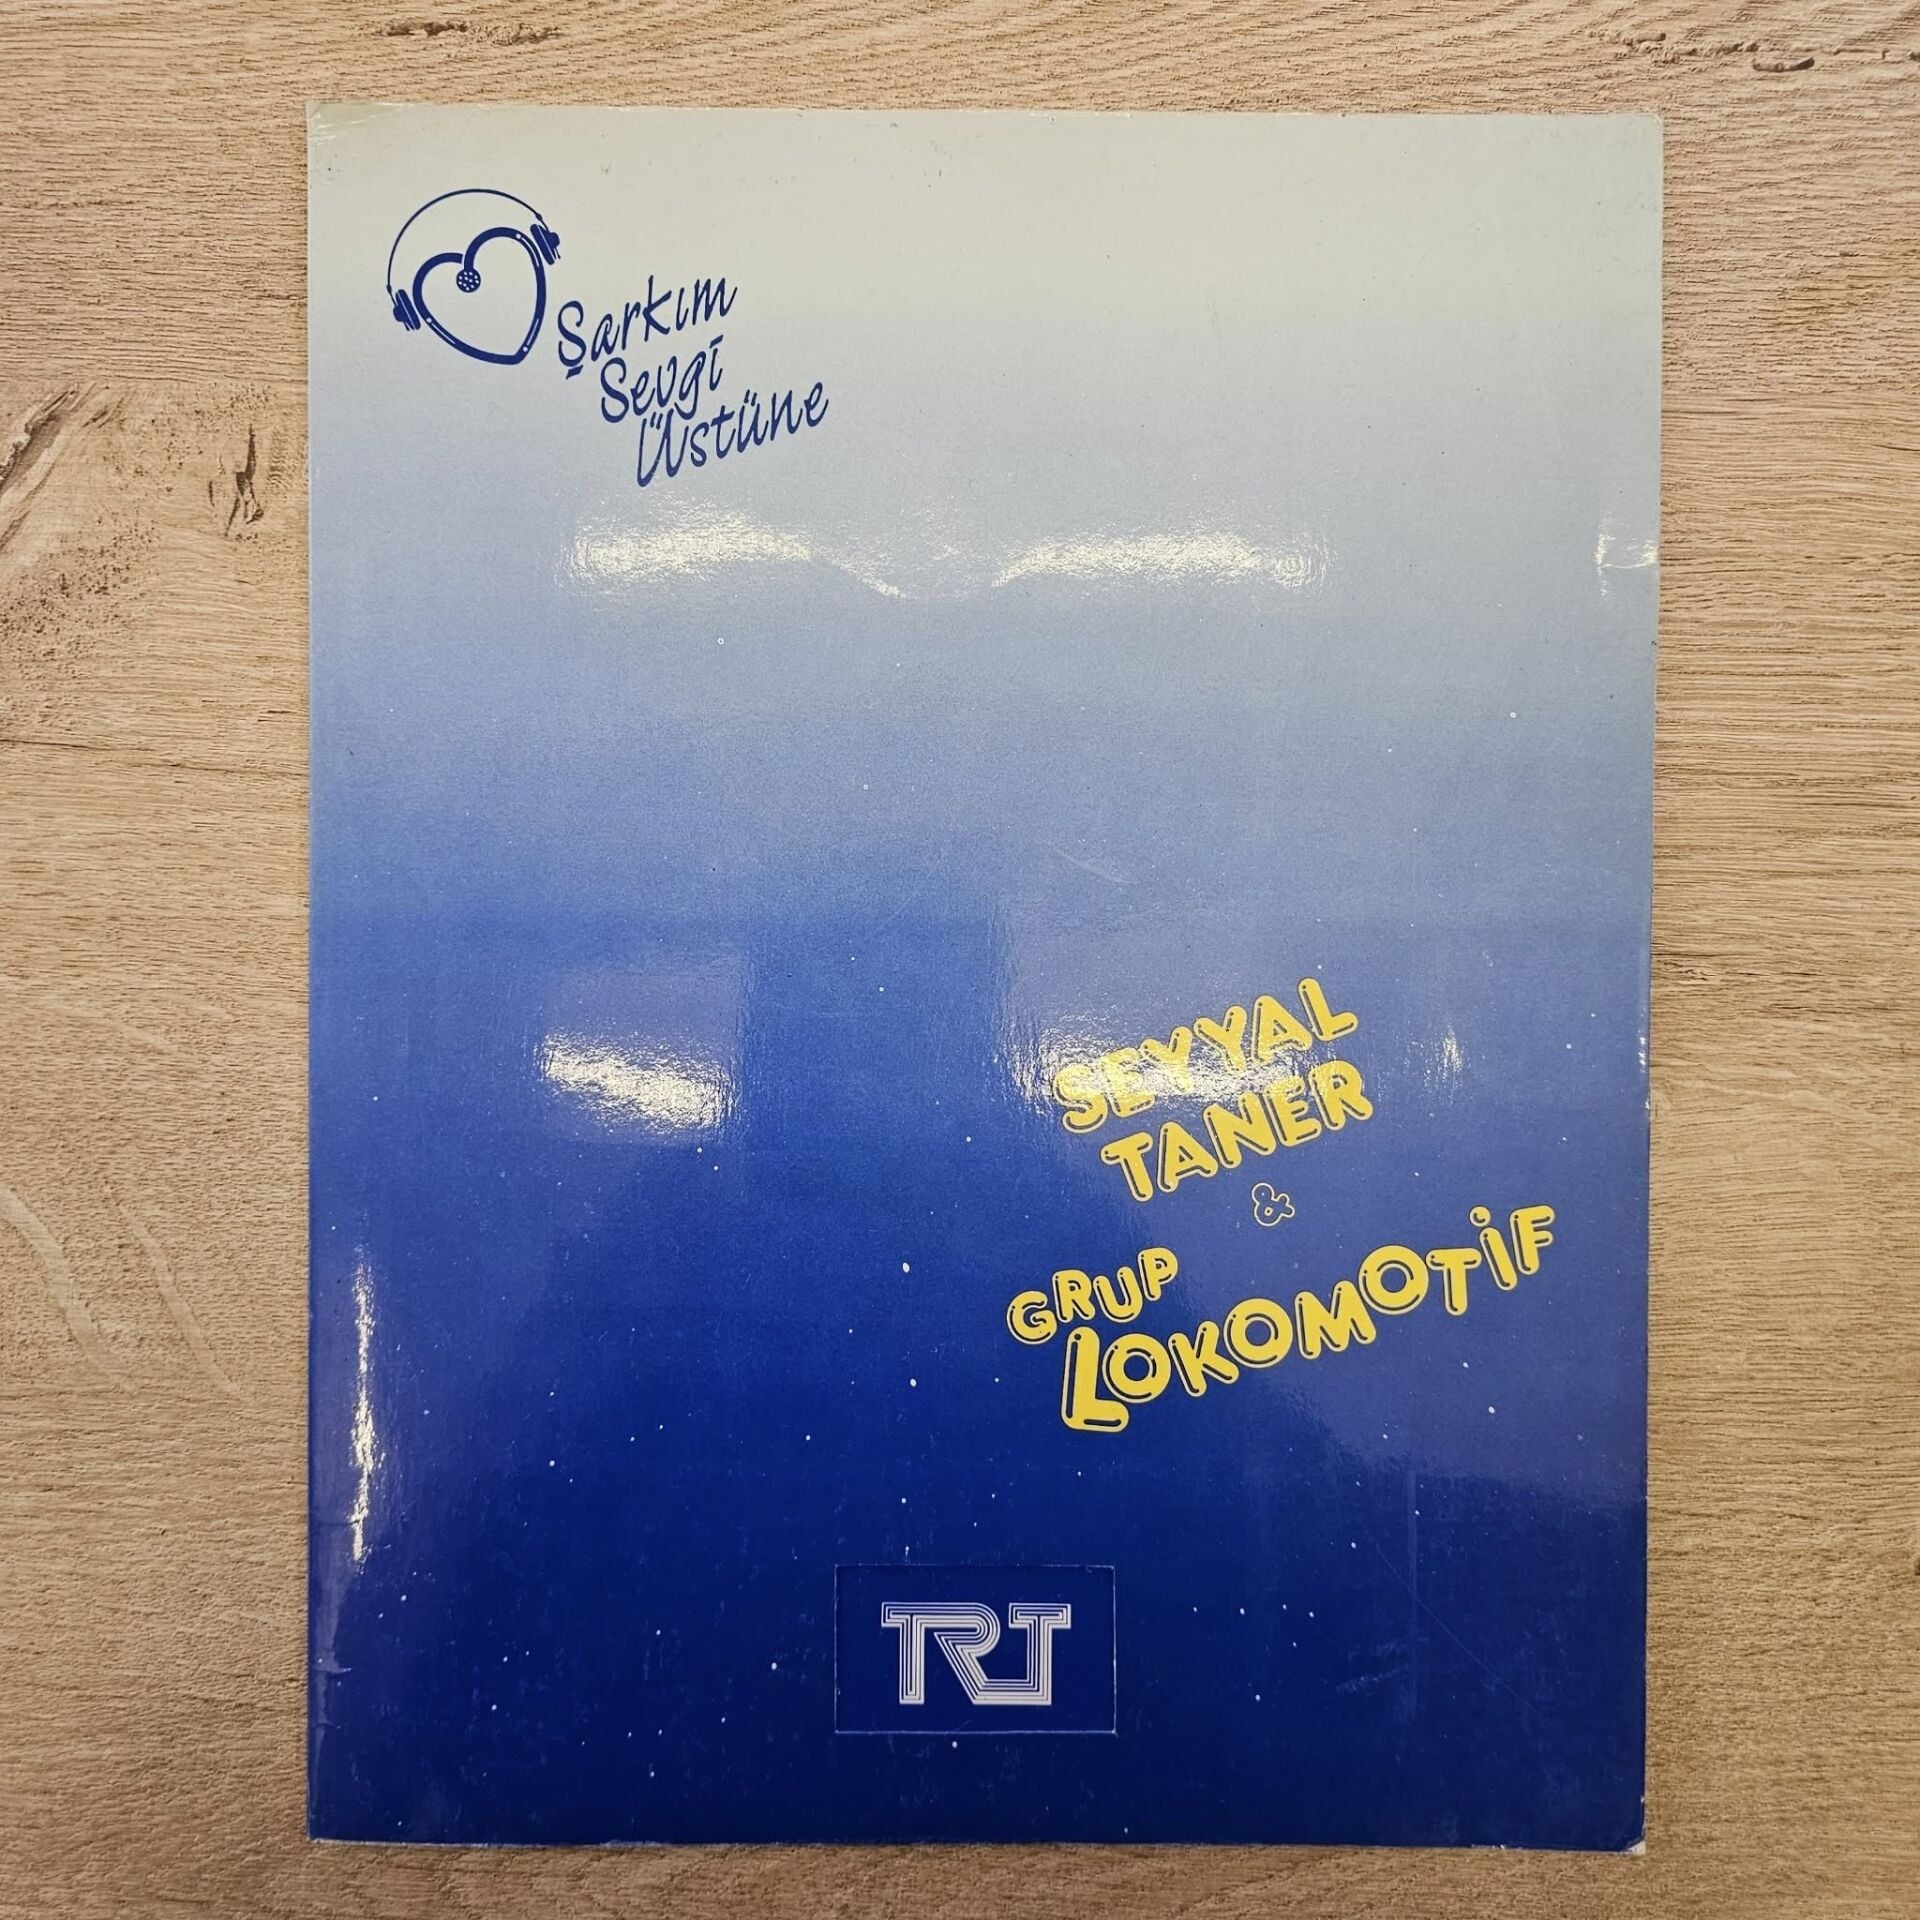 Şarkım
Sevgi
Üstüne
SEYYAL
TANER
&
GRUP
LOKOMOTİF
TRT